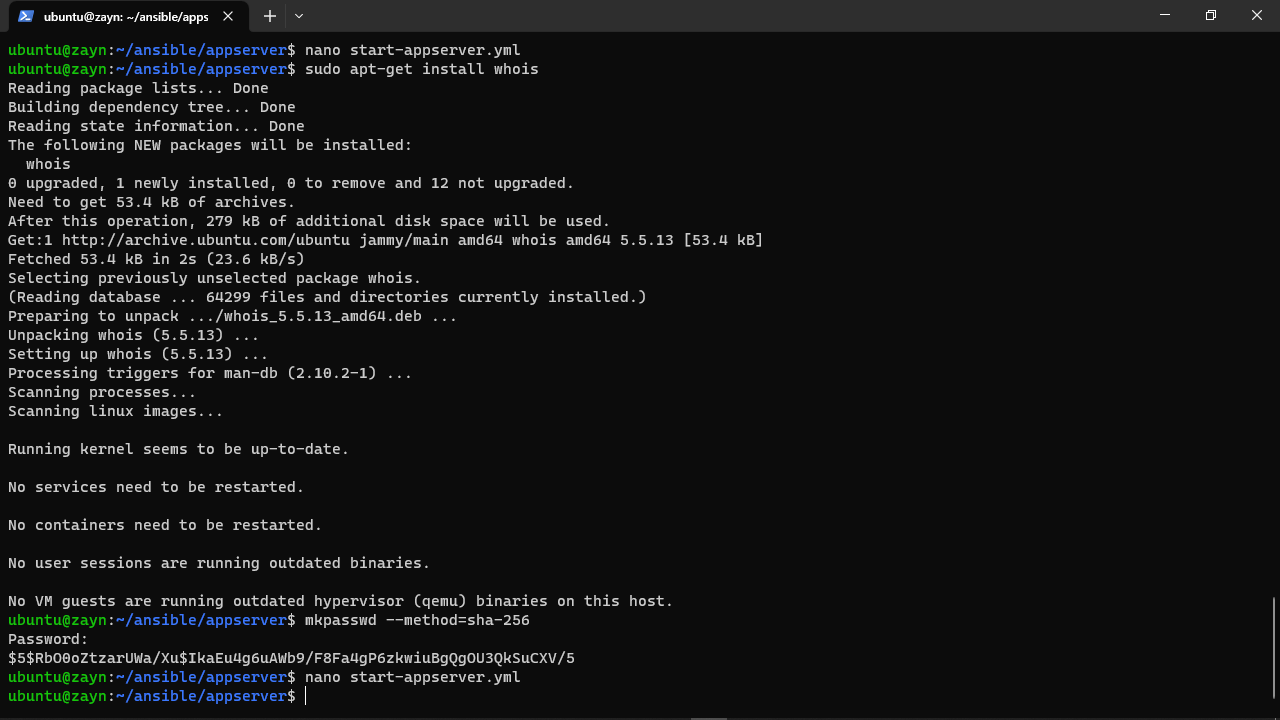 ubuntu@zayn: ~/ansible/apps
ubuntu@zayn:~/ansible/appserver$ nano start-appserver.yml
ubuntu@zayn:~/ansible/appserver$ sudo apt-get install whois
Reading package lists... Done
Building dependency tree... Done
Reading state information... Done
The following NEW packages will be installed:
  whois
0 upgraded, 1 newly installed, 0 to remove and 12 not upgraded.
Need to get 53.4 kB of archives.
After this operation, 279 kB of additional disk space will be used.
Get:1 http://archive.ubuntu.com/ubuntu jammy/main amd64 whois amd64 5.5.13 [53.4 kB]
Fetched 53.4 kB in 2s (23.6 kB/s)
Selecting previously unselected package whois.
(Reading database ... 64299 files and directories currently installed.)
Preparing to unpack .../whois_5.5.13_amd64.deb ...
Unpacking whois (5.5.13) ...
Setting up whois (5.5.13) ...
Processing triggers for man-db (2.10.2-1) ...
Scanning processes...
Scanning linux images...
Running kernel seems to be up-to-date.
No services need to be restarted.
No containers need to be restarted.
No user sessions are running outdated binaries.
No VM guests are running outdated hypervisor (qemu) binaries on this host.
ubuntu@zayn:~/ansible/appserver$ mkpasswd --method=sha-256
Password:
$5$RbO0oZtzarUWa/Xu$IkaEu4g6uAWb9/F8Fa4gP6zkwiuBgQgOU3QkSuCXV/5
ubuntu@zayn:~/ansible/appserver$ nano start-appserver.yml
ubuntu@zayn:~/ansible/appserver$